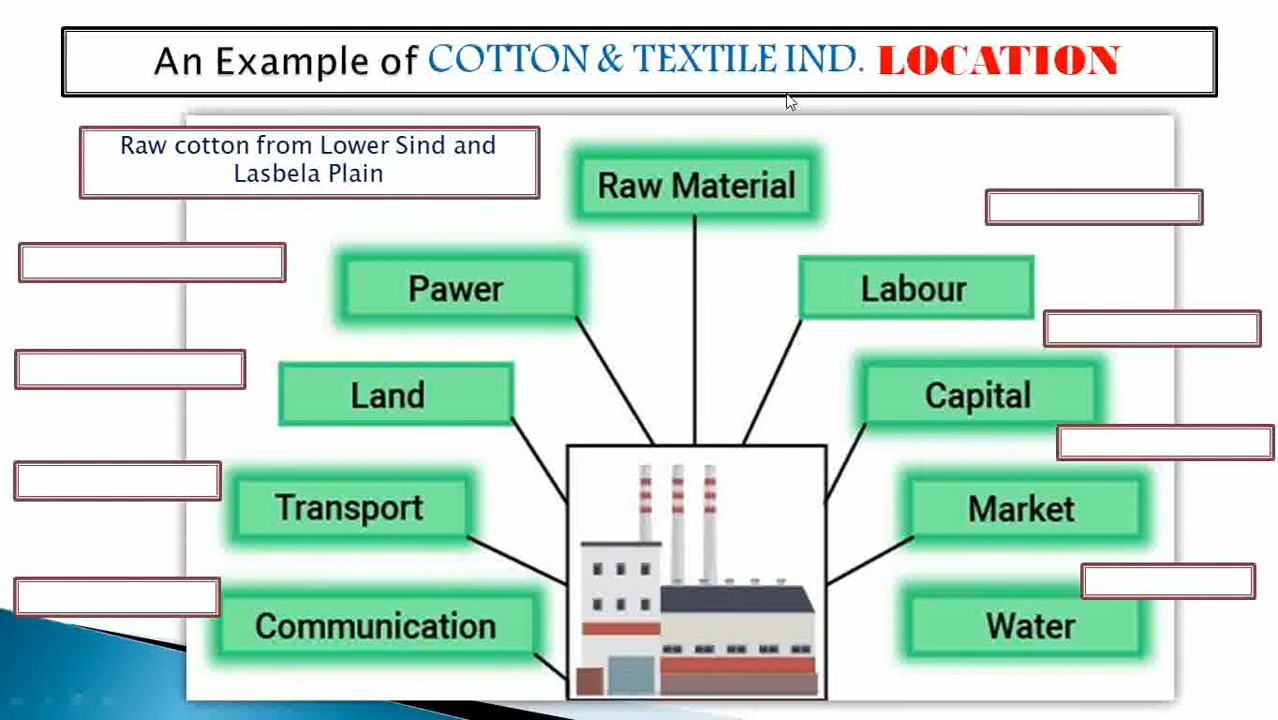 An Example of COTTON & TEXTILE IND. LOCATION
Raw cotton from Lower Sind and
Lasbela Plain
Raw Material
Pawer
Labour
Land
Capital
Transport
Market
Communication
Water